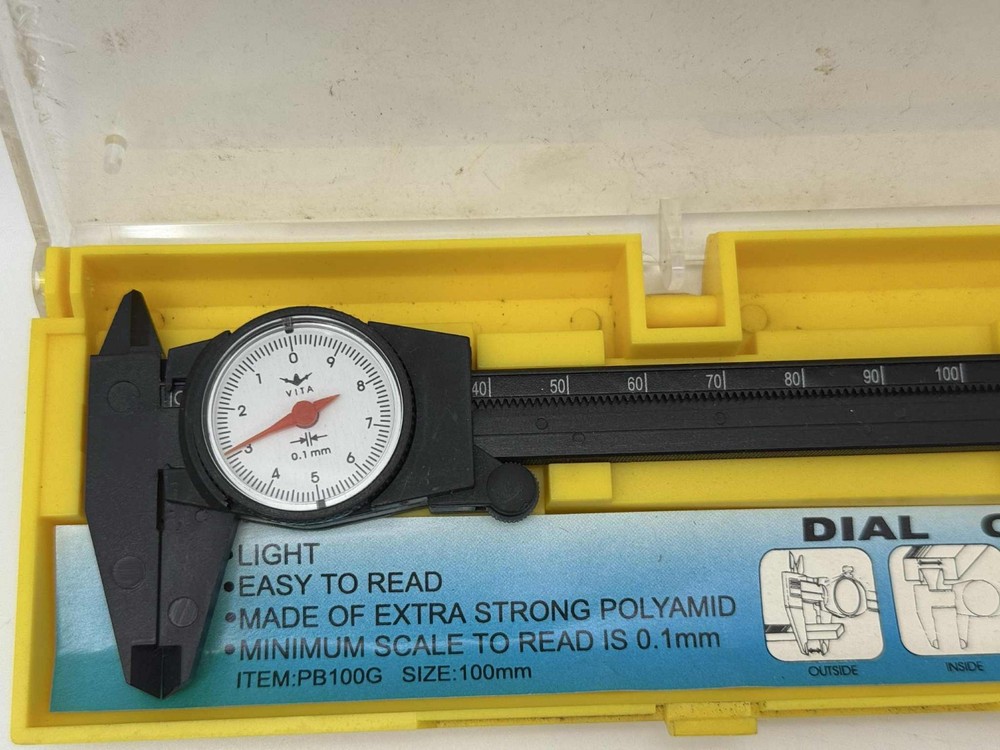 0
1
2
3
4
5
6
7
8
9
VITA
0.1 mm
40 50 60 70 80 90 100
DIAL
•LIGHT
•EASY TO READ
•MADE OF EXTRA STRONG POLYAMID
•MINIMUM SCALE TO READ IS 0.1mm
ITEM:PB100G SIZE:100mm
OUTSIDE
INSIDE